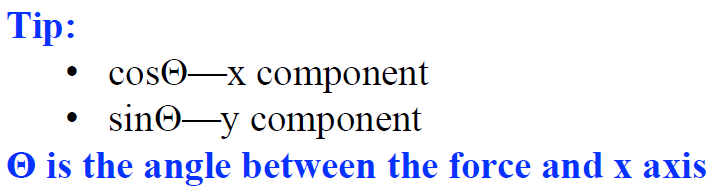 Tip:
• cosΘ—x component
• sinΘ—y component
Θ is the angle between the force and x axis